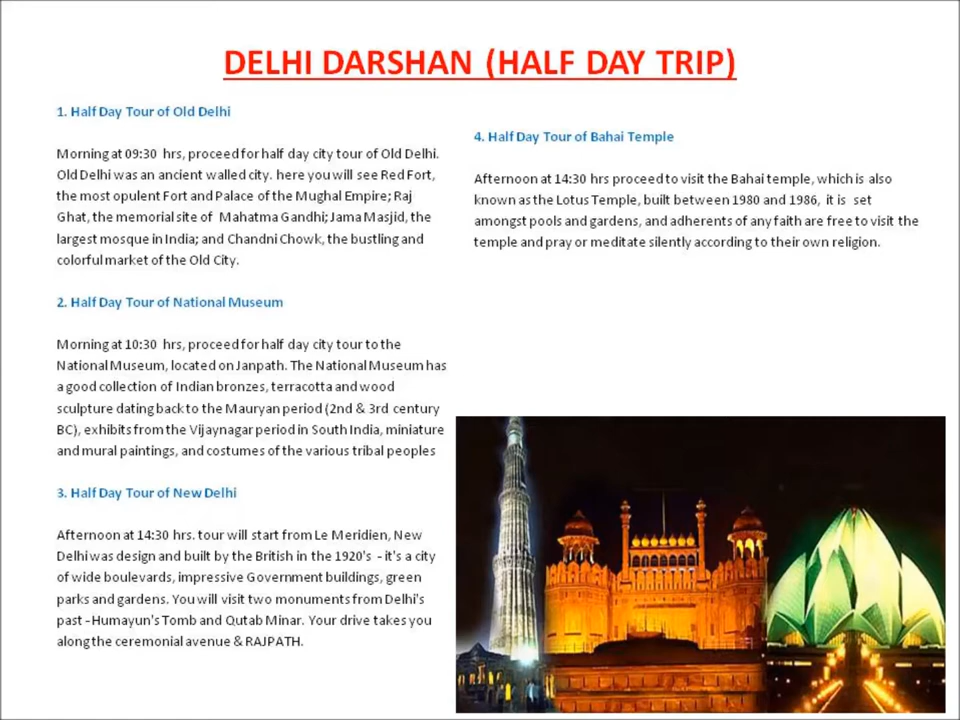 DELHI DARSHAN (HALF DAY TRIP)
1. Half Day Tour of Old Delhi
Morning at 09:30 hrs, proceed for half day city tour of Old Delhi.
Old Delhi was an ancient walled city. here you will see Red Fort,
the most opulent Fort and Palace of the Mughal Empire; Raj
Ghat, the memorial site of Mahatma Gandhi; Jama Masjid, the
largest mosque in India; and Chandni Chowk, the bustling and
colorful market of the Old City.
2. Half Day Tour of National Museum
Morning at 10:30 hrs, proceed for half day city tour to the
National Museum, located on Janpath. The National Museum has
a good collection of Indian bronzes, terracotta and wood
sculpture dating back to the Mauryan period (2nd & 3rd century
BC), exhibits from the Vijaynagar period in South India, miniature
and mural paintings, and costumes of the various tribal peoples
3. Half Day Tour of New Delhi
Afternoon at 14:30 hrs. tour will start from Le Meridien, New
Delhi was design and built by the British in the 1920's - it's a city
of wide boulevards, impressive Government buildings, green
parks and gardens. You will visit two monuments from Delhi's
past - Humayun's Tomb and Qutab Minar. Your drive takes you
along the ceremonial avenue & RAJPATH.
4. Half Day Tour of Bahai Temple
Afternoon at 14:30 hrs proceed to visit the Bahai temple, which is also
known as the Lotus Temple, built between 1980 and 1986, it is set
amongst pools and gardens, and adherents of any faith are free to visit the
temple and pray or meditate silently according to their own religion.